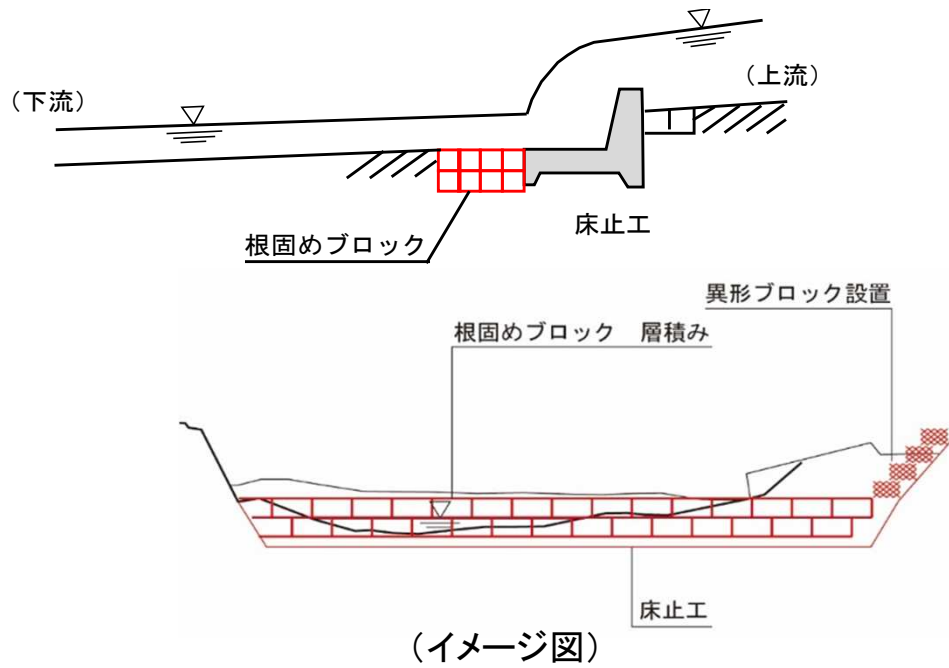 （下流）
（上流）
床止工
根固めブロック
異形ブロック設置
根固めブロック　層積み
床止工
（イメージ図）